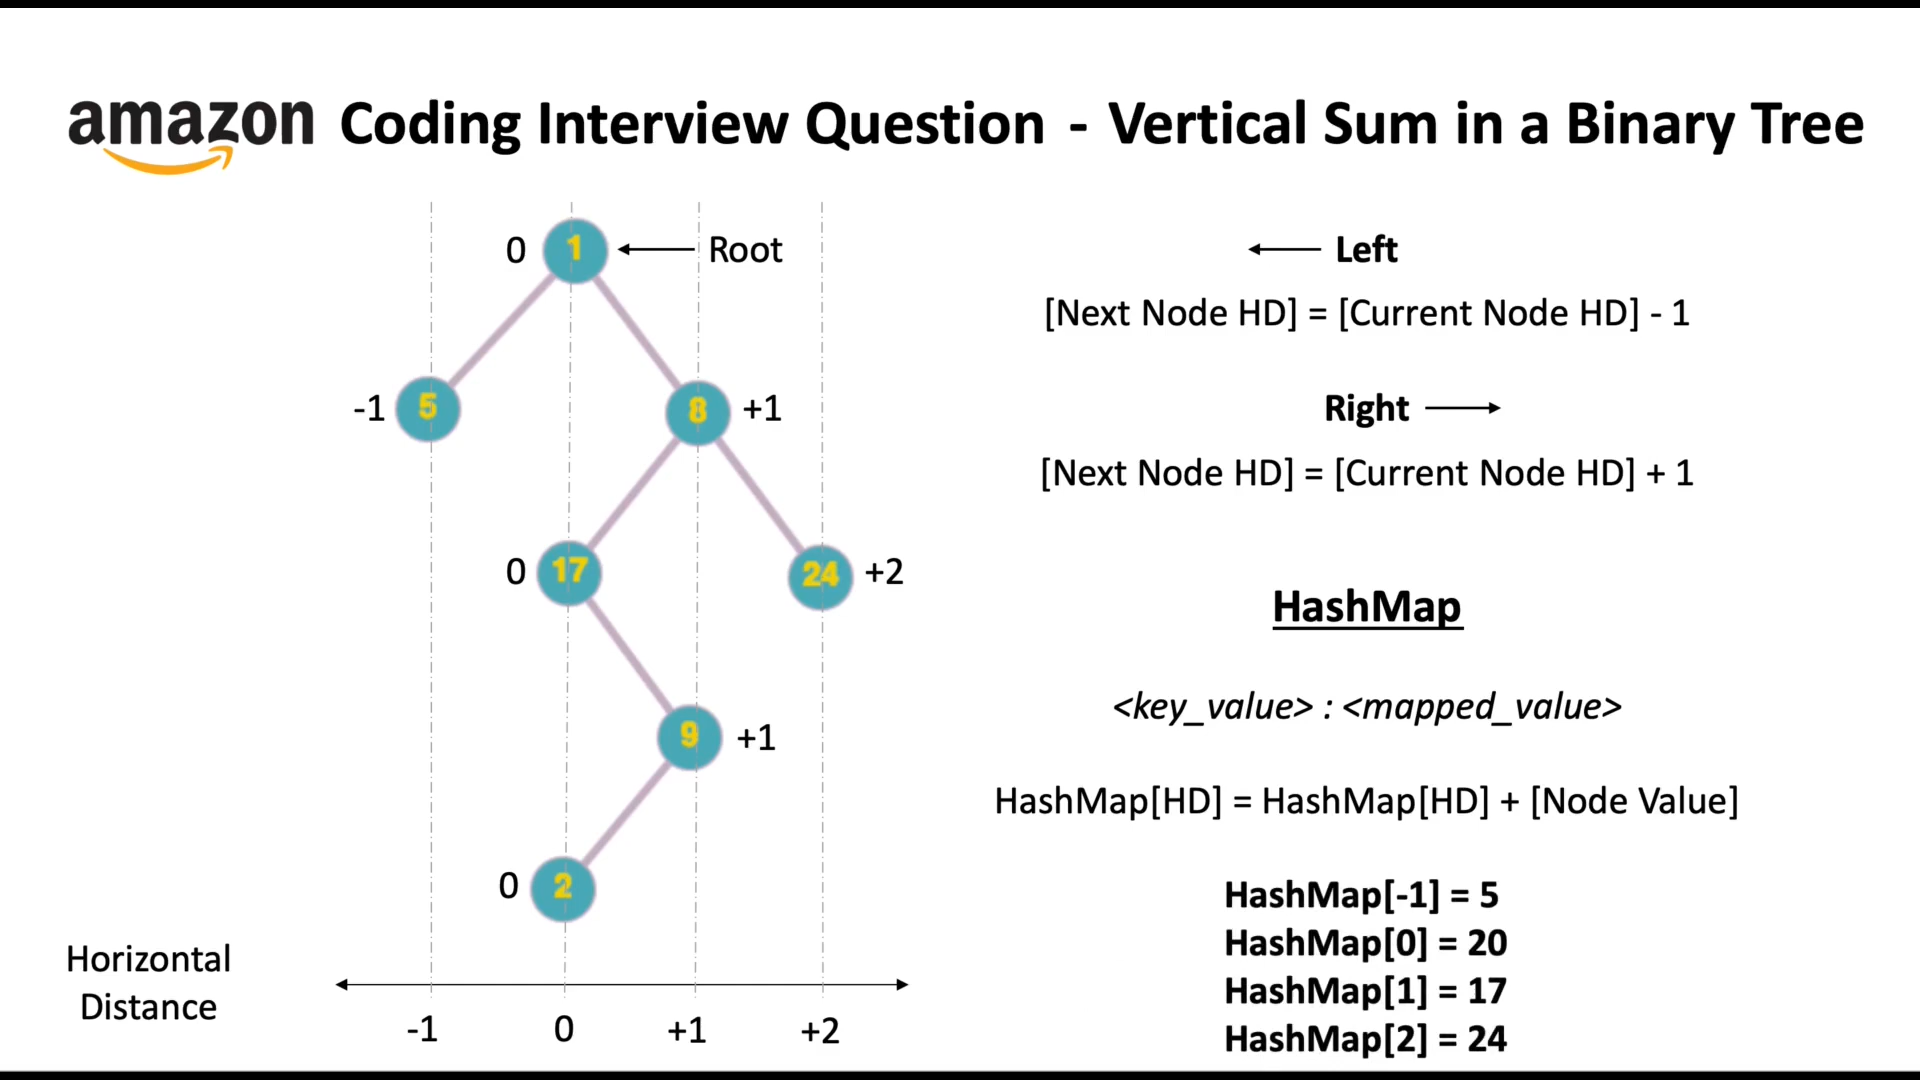 amazon Coding Interview Question - Vertical Sum in a Binary Tree
0 1 Root
-1 5 8 +1
0 17 24 +2
9 +1
0 2
Horizontal
Distance
-1 0 +1 +2
Left
[Next Node HD] = [Current Node HD] - 1
Right
[Next Node HD] = [Current Node HD] + 1
HashMap
<key_value> : <mapped_value>
HashMap[HD] = HashMap[HD] + [Node Value]
HashMap[-1] = 5
HashMap[0] = 20
HashMap[1] = 17
HashMap[2] = 24